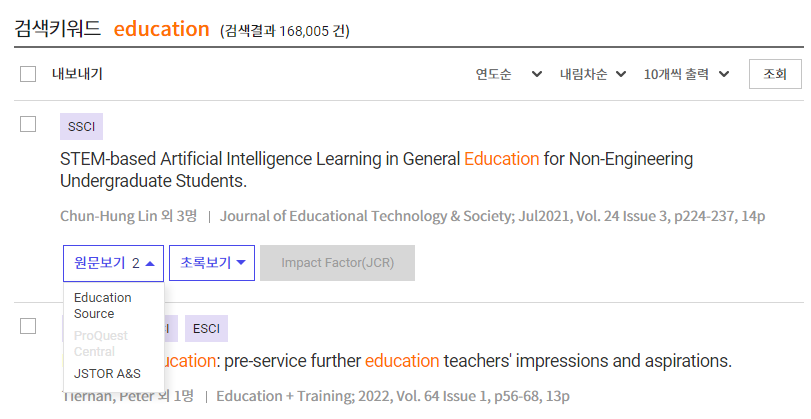 검색키워드 education (검색결과 168,005 건)
내보내기 연도순 내림차순 10개씩 출력 조회
SSCI
STEM-based Artificial Intelligence Learning in General Education for Non-Engineering
Undergraduate Students.
Chun-Hung Lin 외 3명 | Journal of Educational Technology & Society; Jul2021, Vol. 24 Issue 3, p224-237, 14p
원문보기 2 초록보기 Impact Factor(JCR)
Education
Source
ProQuest
Central
JSTOR A&S
ESCI
: pre-service further education teachers' impressions and aspirations.
Tiernan, Peter 외 1명 | Education + Training; 2022, Vol. 64 Issue 1, p56-68, 13p